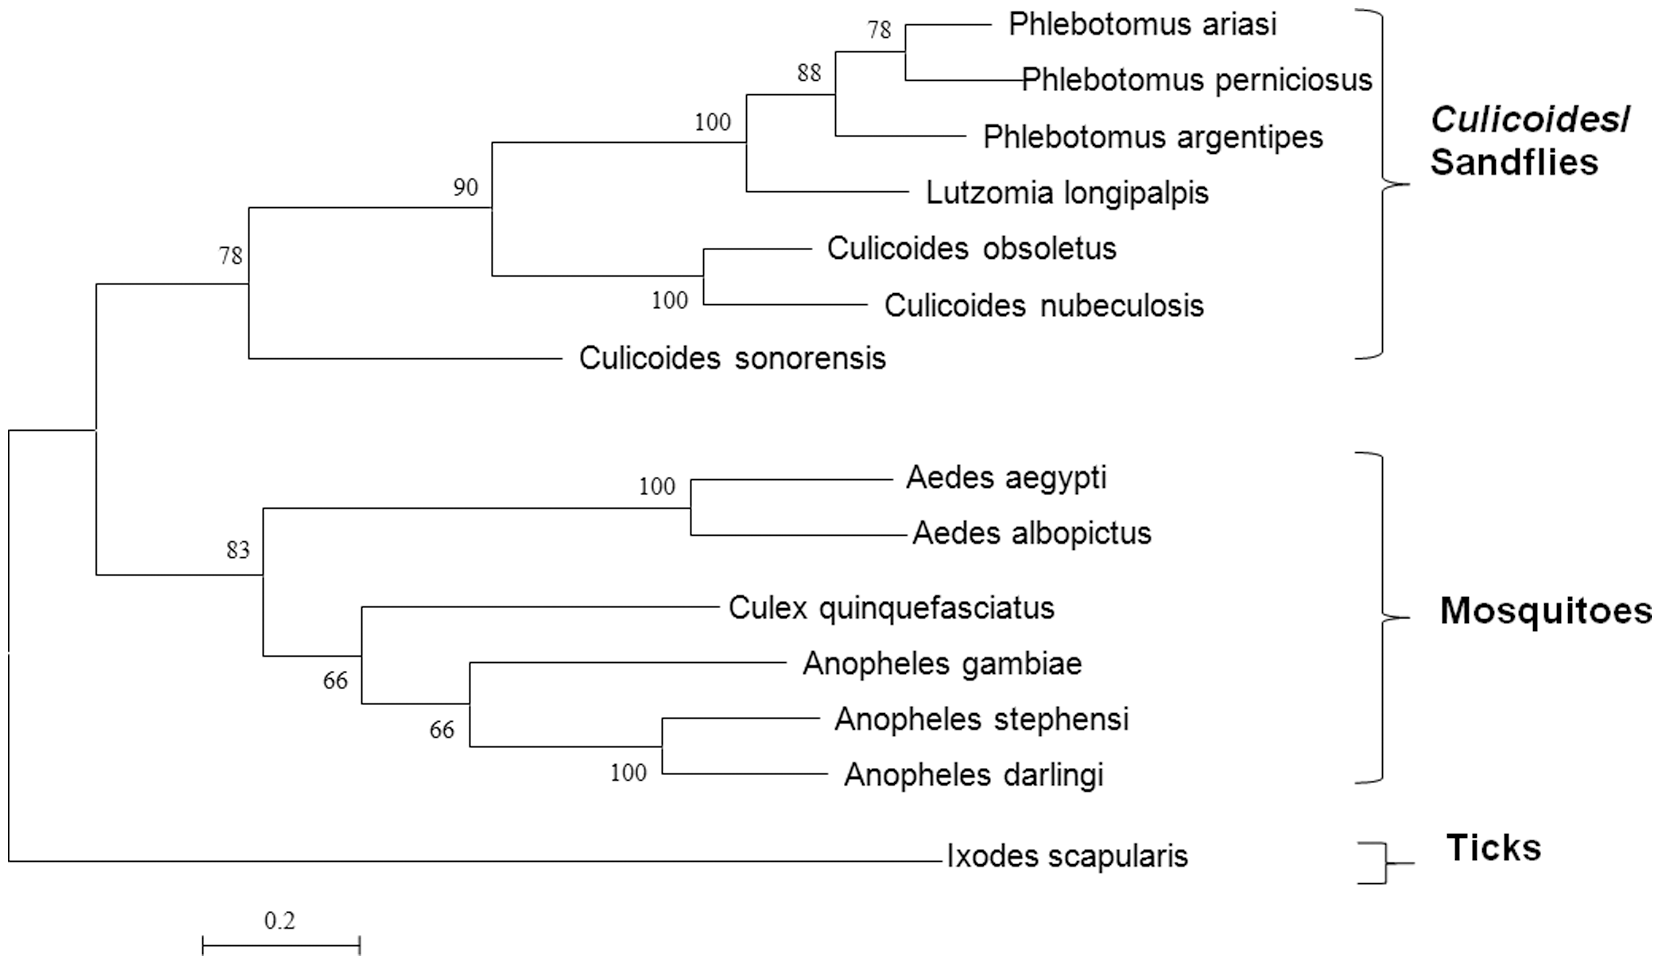 78
Phlebotomus ariasi
88
Phlebotomus perniciosus
100
Phlebotomus argentipes
Culicoides/
Sandflies
90
Lutzomia longipalpis
78
Culicoides obsoletus
100
Culicoides nubeculosis
Culicoides sonorensis
100
Aedes aegypti
83
Aedes albopictus
Culex quinquefasciatus
Mosquitoes
66
Anopheles gambiae
66
Anopheles stephensi
100
Anopheles darlingi
Ixodes scapularis
Ticks
0.2